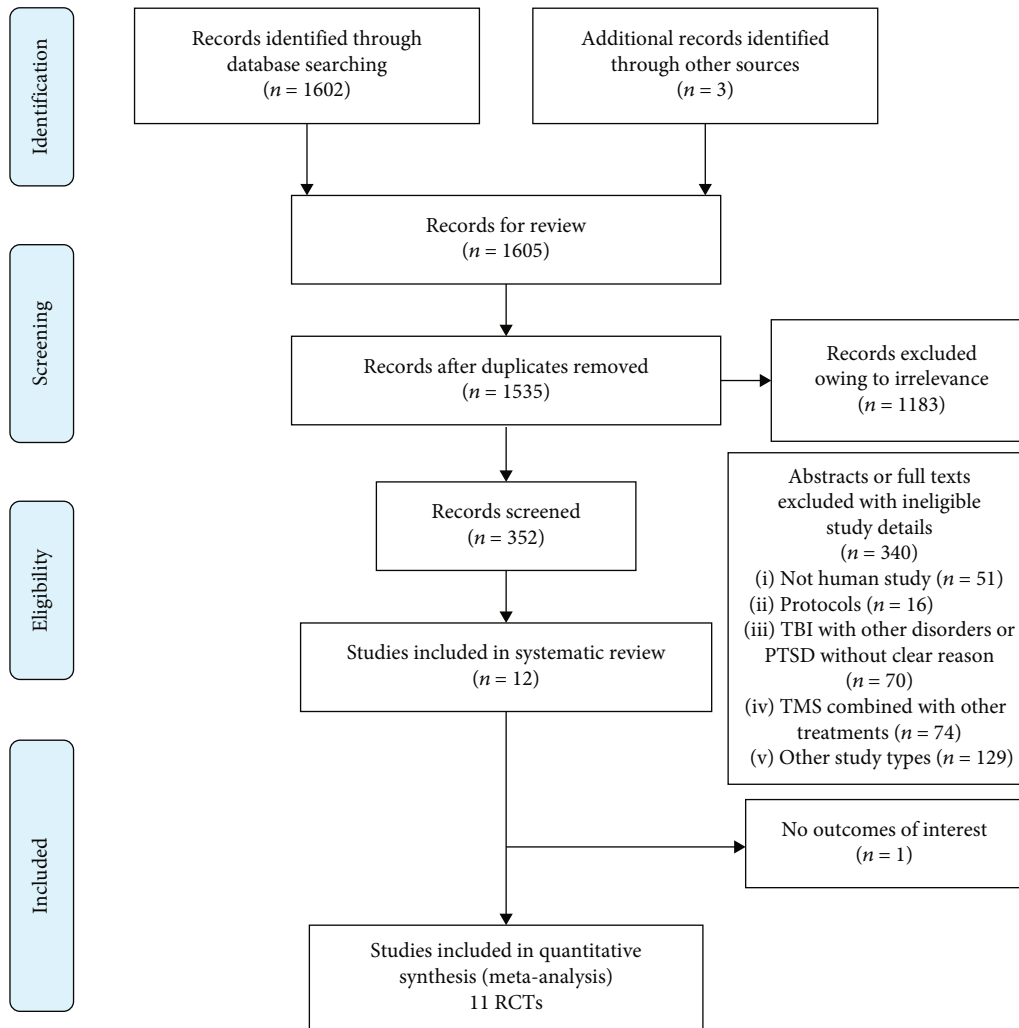 Identification
Records identified through
database searching
(n = 1602)
Additional records identified
through other sources
(n = 3)
Records for review
(n = 1605)
Screening
Records after duplicates removed
(n = 1535)
Records excluded
owing to irrelevance
(n = 1183)
Eligibility
Records screened
(n = 352)
Abstracts or full texts
excluded with ineligible
study details
(n = 340)
(i) Not human study (n = 51)
(ii) Protocols (n = 16)
(iii) TBI with other disorders or
PTSD without clear reason
(n = 70)
(iv) TMS combined with other
treatments (n = 74)
(v) Other study types (n = 129)
Studies included in systematic review
(n = 12)
Included
No outcomes of interest
(n = 1)
Studies included in quantitative
synthesis (meta-analysis)
11 RCTs